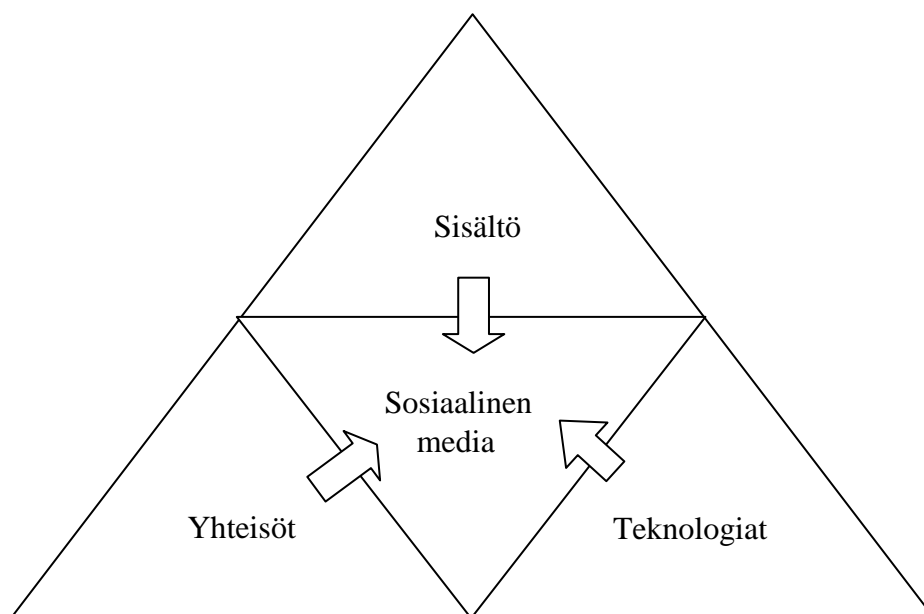 Sisältö
Sosiaalinen
media
Yhteisöt
Teknologiat